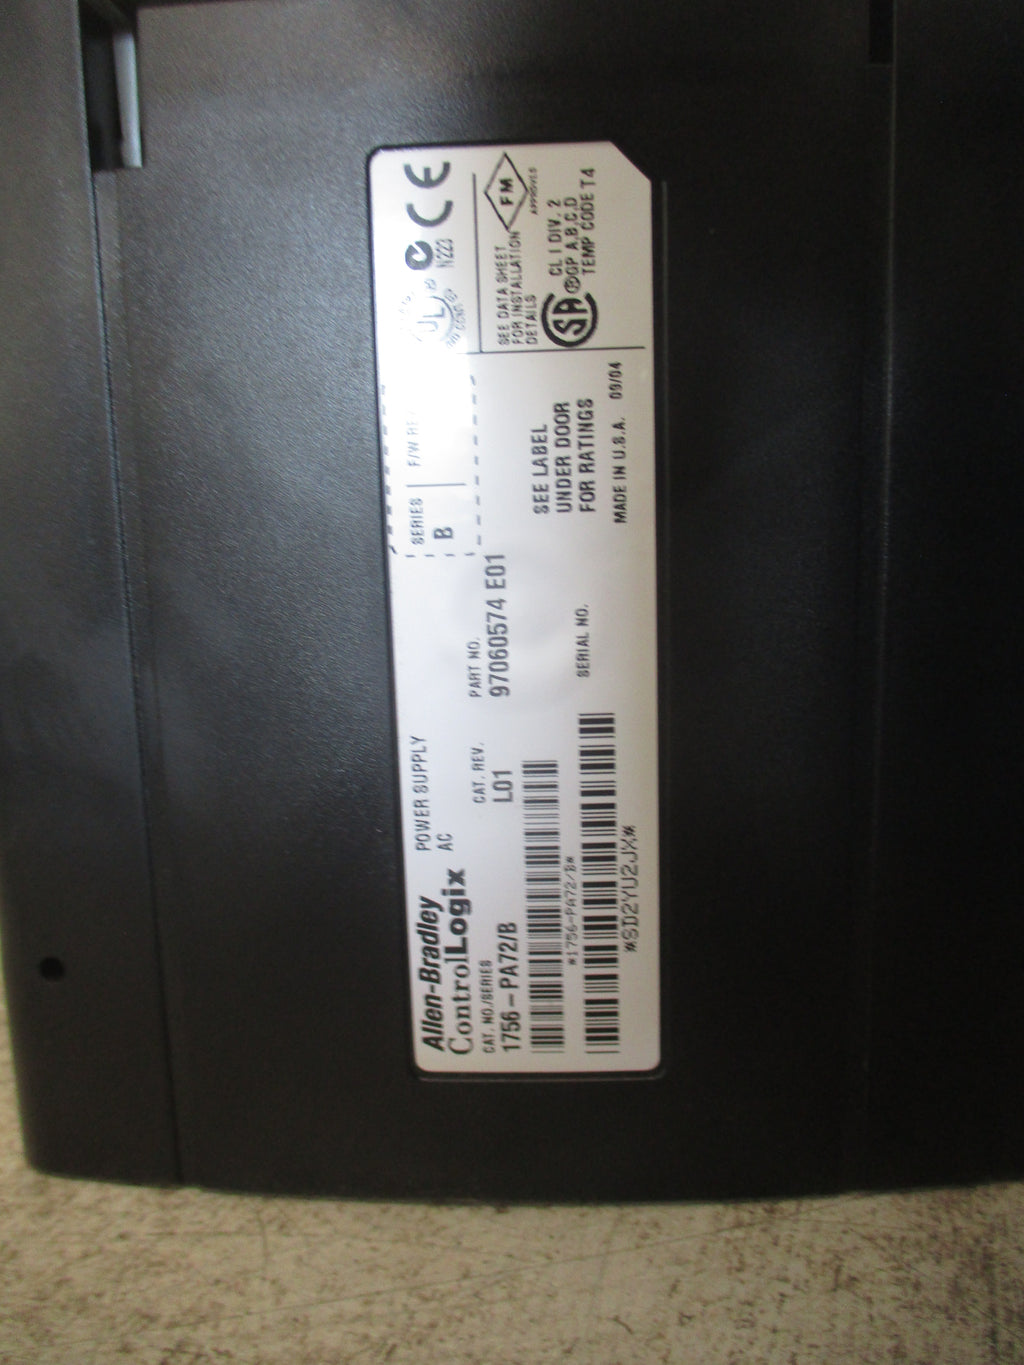 Allen-Bradley
ControlLogix
POWER SUPPLY
AC
CAT. NO./SERIES
1756-PA72/B
CAT. REV.
L01
PART NO.
97060574 E01
*1756-PA72/B*
SERIAL NO.
*SD2YU2JX*
SERIES
B
F/W
SEE LABEL
UNDER DOOR
FOR RATINGS
MADE IN U.S.A. 09/04
UL
N223
CE
SEE DATA SHEET
FOR INSTALLATION
DETAILS
FM
APPROVED
SA
®
CL I DIV. 2
GP A,B,C,D
TEMP CODE T4